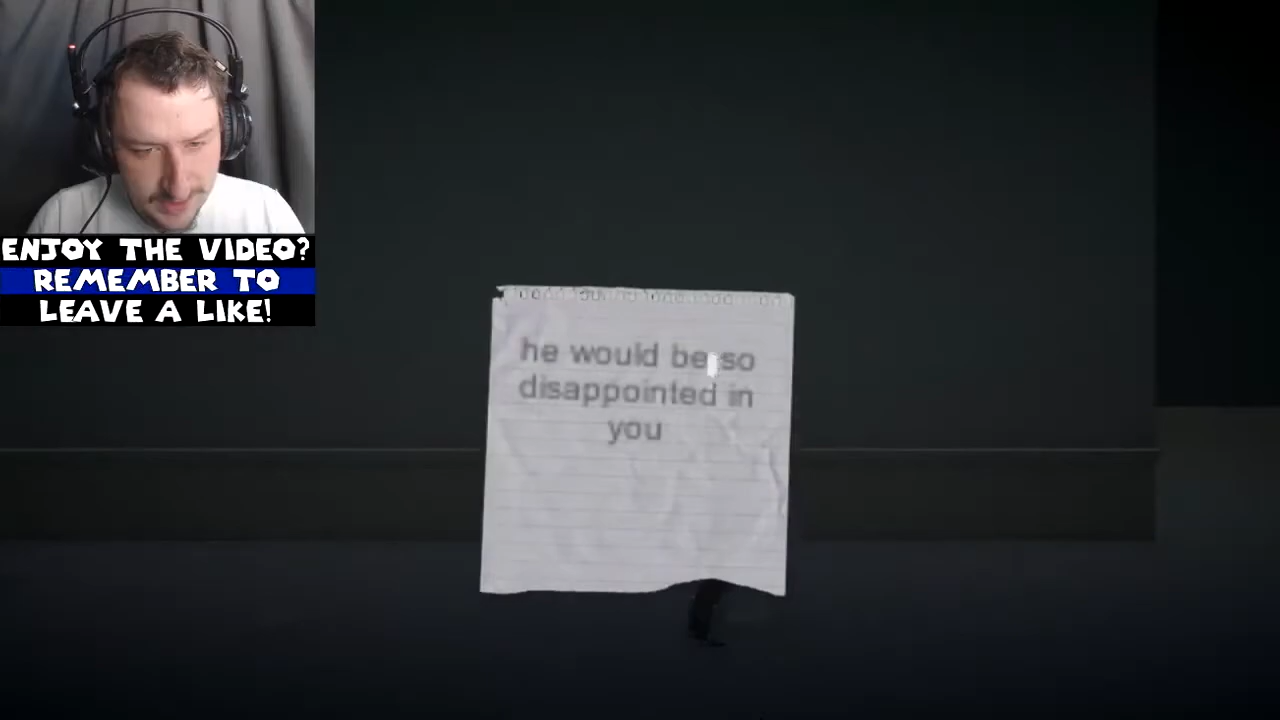 ENJOY THE VIDEO?
REMEMBER TO
LEAVE A LIKE!
he would be so
disappointed in
you